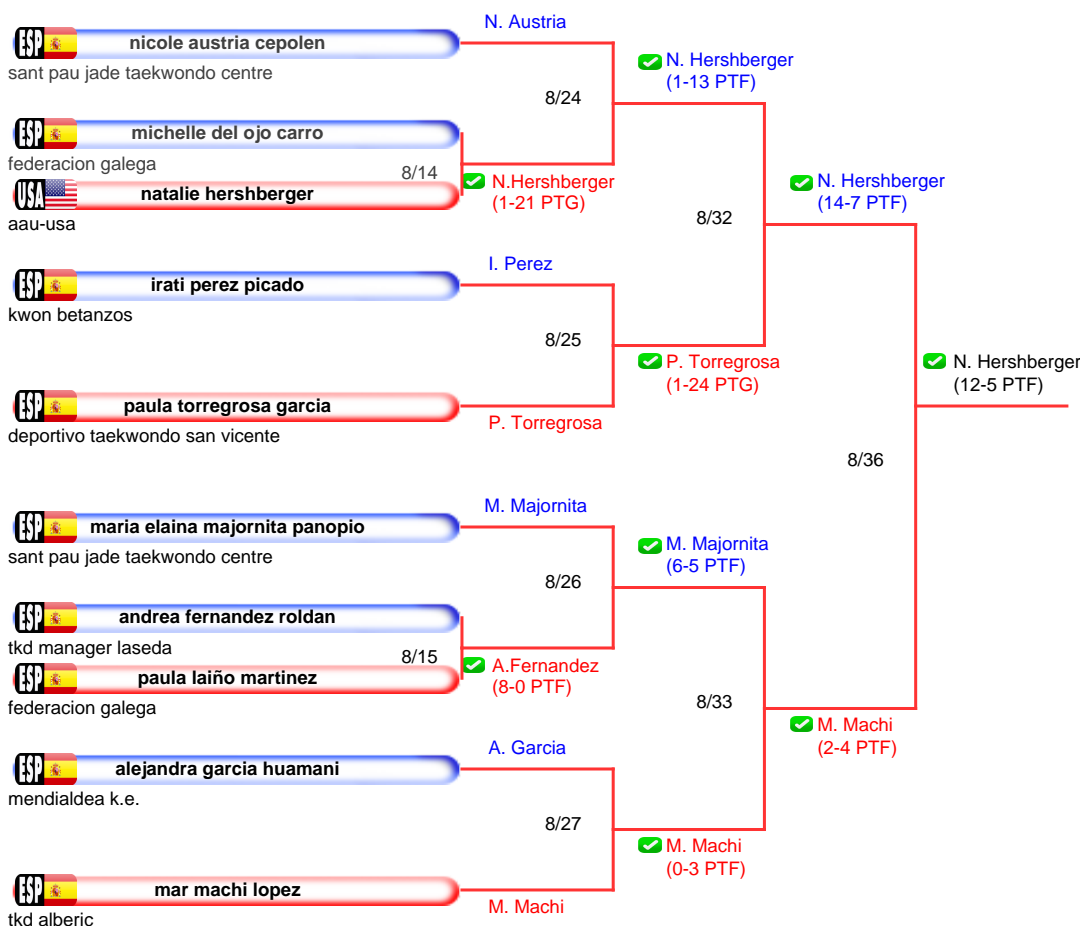 N. Austria
ESP nicole austria cepolen
sant pau jade taekwondo centre
N. Hershberger
(1-13 PTF)
8/24
ESP michelle del ojo carro
federacion galega
8/14
N.Hershberger
(1-21 PTG)
USA natalie hershberger
aau-usa
N. Hershberger
(14-7 PTF)
8/32
I. Perez
ESP irati perez picado
kwon betanzos
8/25
P. Torregrosa
(1-24 PTG)
N. Hershberger
(12-5 PTF)
ESP paula torregrosa garcia
deportivo taekwondo san vicente
P. Torregrosa
8/36
M. Majornita
ESP maria elaina majornita panopio
sant pau jade taekwondo centre
M. Majornita
(6-5 PTF)
8/26
ESP andrea fernandez roldan
tkd manager laseda
8/15
A.Fernandez
(8-0 PTF)
ESP paula laiño martinez
federacion galega
8/33
M. Machi
(2-4 PTF)
A. Garcia
ESP alejandra garcia huamani
mendialdea k.e.
8/27
M. Machi
(0-3 PTF)
ESP mar machi lopez
M. Machi
tkd alberic